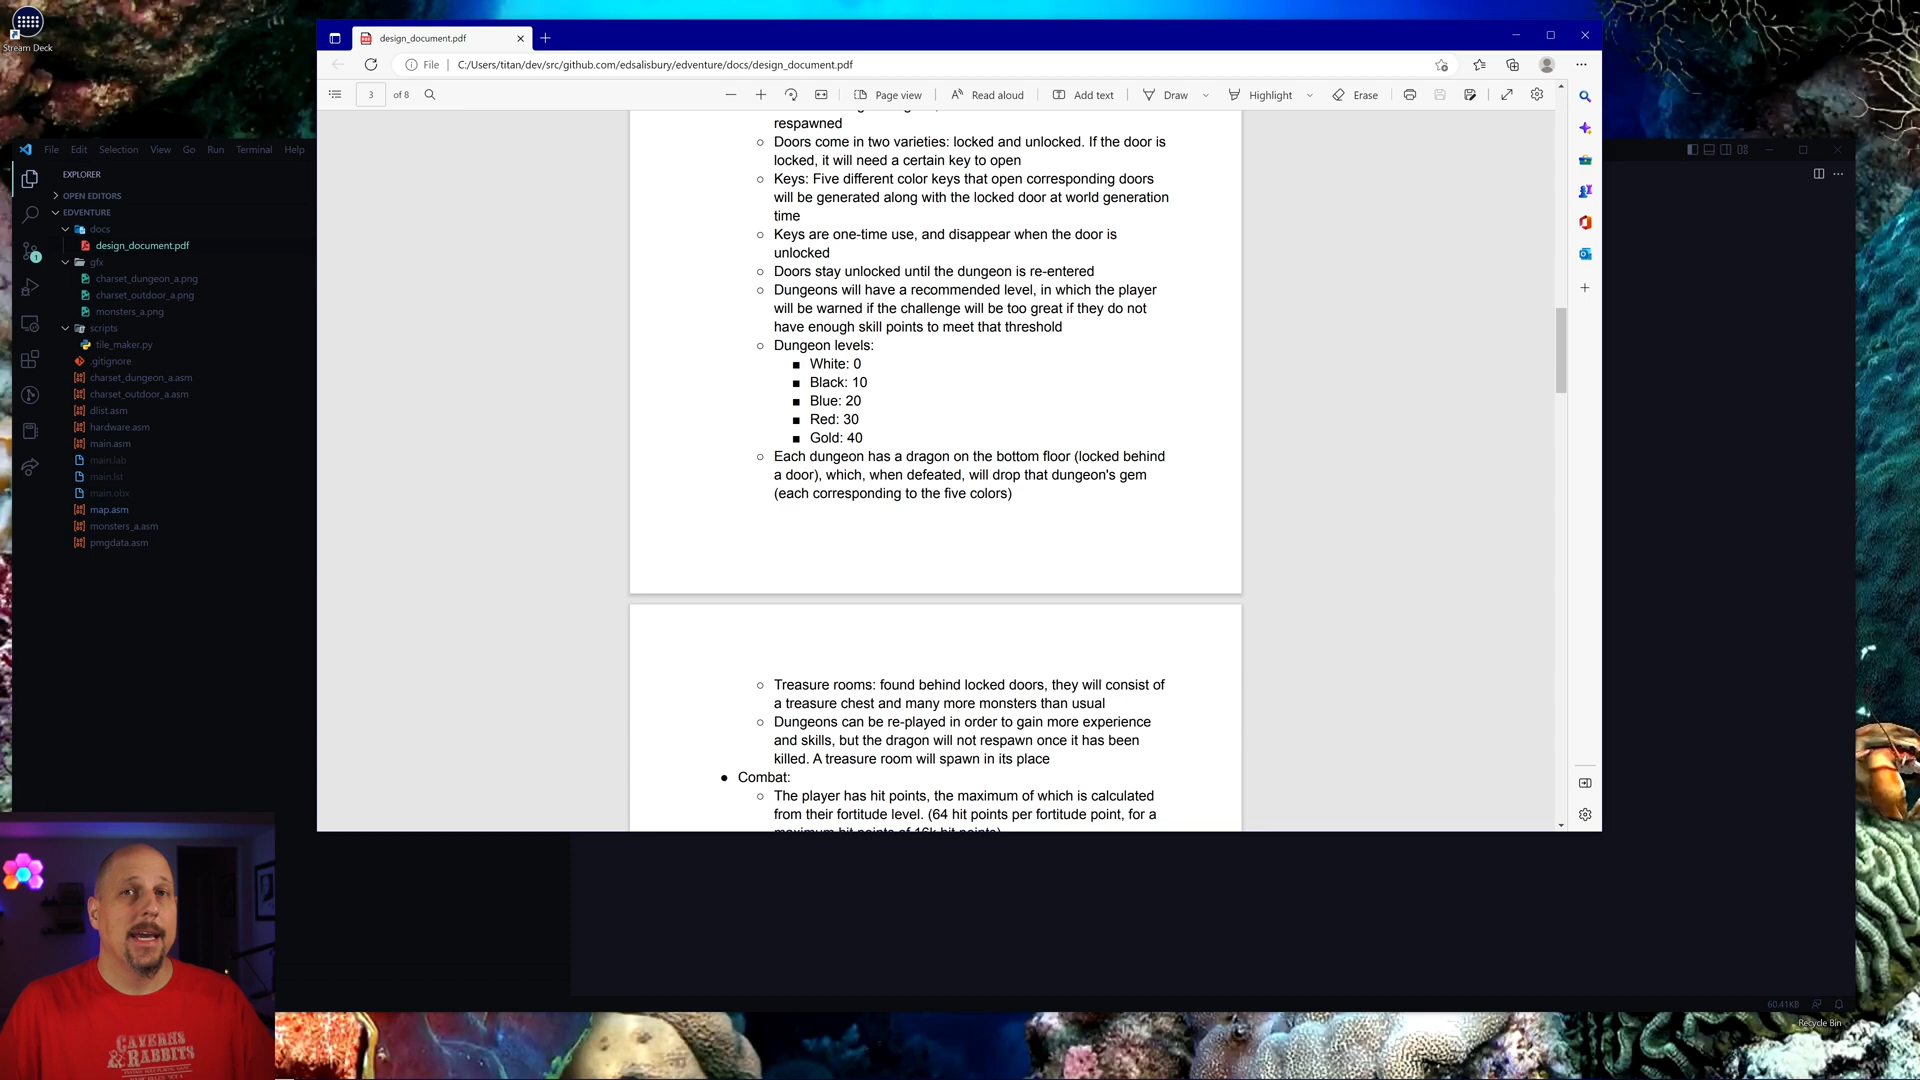 Stream Deck
design_document.pdf
File
C:/Users/titan/dev/src/github.com/edsalisbury/edventure/docs/design_document.pdf
3 of 8
Page view
Read aloud
Add text
Draw
Highlight
Erase
respawned
Doors come in two varieties: locked and unlocked. If the door is
locked, it will need a certain key to open
Keys: Five different color keys that open corresponding doors
will be generated along with the locked door at world generation
time
Keys are one-time use, and disappear when the door is
unlocked
Doors stay unlocked until the dungeon is re-entered
Dungeons will have a recommended level, in which the player
will be warned if the challenge will be too great if they do not
have enough skill points to meet that threshold
Dungeon levels:
White: 0
Black: 10
Blue: 20
Red: 30
Gold: 40
Each dungeon has a dragon on the bottom floor (locked behind
a door), which, when defeated, will drop that dungeon's gem
(each corresponding to the five colors)
Treasure rooms: found behind locked doors, they will consist of
a treasure chest and many more monsters than usual
Dungeons can be re-played in order to gain more experience
and skills, but the dragon will not respawn once it has been
killed. A treasure room will spawn in its place
Combat:
The player has hit points, the maximum of which is calculated
from their fortitude level. (64 hit points per fortitude point, for a
maximum hit points of 16k hit points)
File Edit Selection View Go Run Terminal Help
EXPLORER
OPEN EDITORS
EDVENTURE
docs
design_document.pdf
gfx
charset_dungeon_a.png
charset_outdoor_a.png
monsters_a.png
scripts
tile_maker.py
.gitignore
charset_dungeon_a.asm
charset_outdoor_a.asm
dlist.asm
hardware.asm
main.asm
main.lab
main.lst
main.obx
map.asm
monsters_a.asm
pmgdata.asm
1
60.41KB
Recycle Bin
CAVERNS
& RABBITS